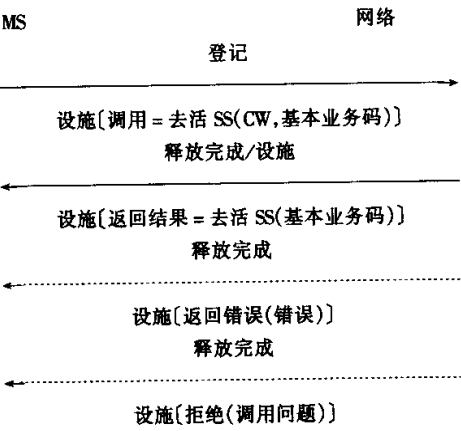 MS 网络
登记
设施〔调用=去活 SS(CW,基本业务码)〕
释放完成/设施
设施〔返回结果=去活 SS(基本业务码)〕
释放完成
设施〔返回错误(错误)〕
释放完成
设施〔拒绝(调用问题)〕